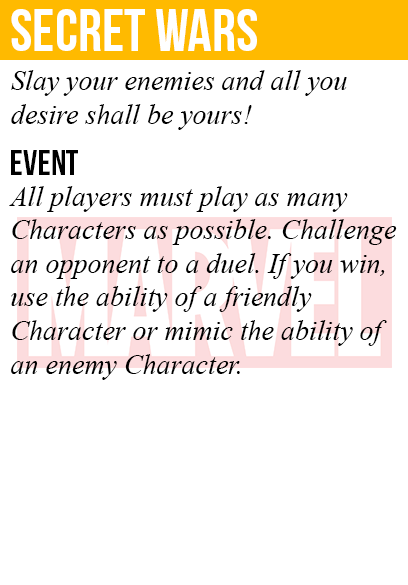 SECRET WARS
Slay your enemies and all you
desire shall be yours!
EVENT
All players must play as many
Characters as possible. Challenge
an opponent to a duel. If you win,
use the ability of a friendly
Character or mimic the ability of
an enemy Character.
MARVEL